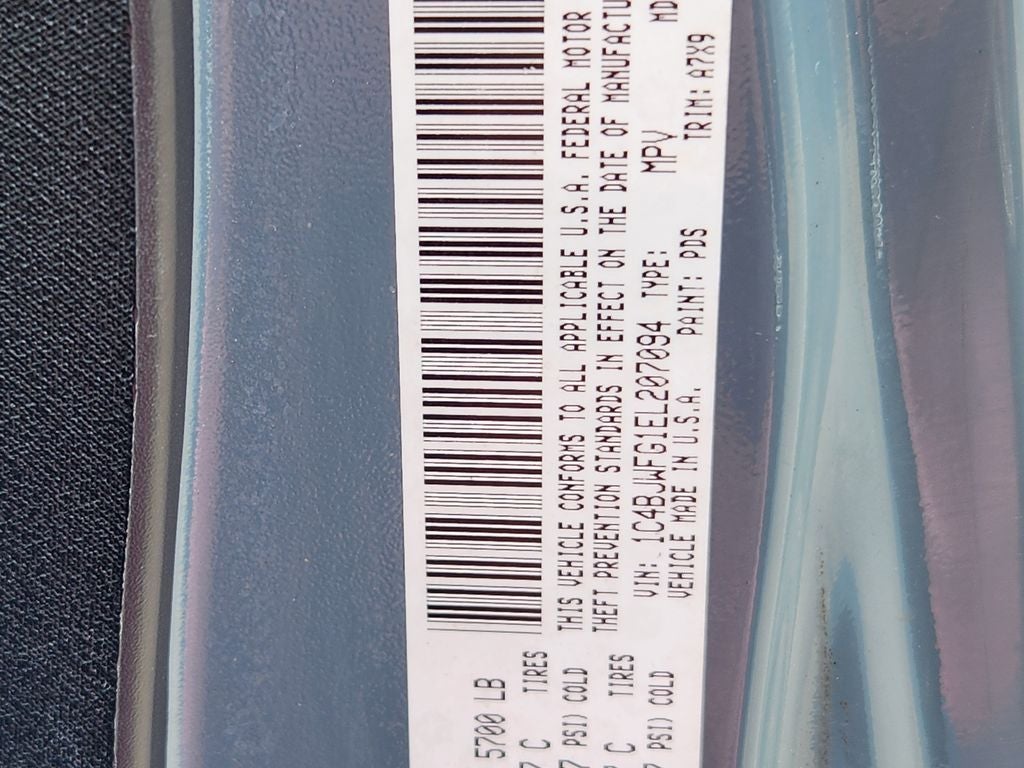 5700 LB
7 C TIRES
7 PSI) COLD
C TIRES
PSI) COLD
THIS VEHICLE CONFORMS TO ALL APPLICABLE U.S.A. FEDERAL MOTOR
THEFT PREVENTION STANDARDS IN EFFECT ON THE DATE OF MANUFACTU
VIN: 1C4BJWFG1EL207094 TYPE: MPV
VEHICLE MADE IN U.S.A. PAINT: PDS TRIM: A7X9 MD